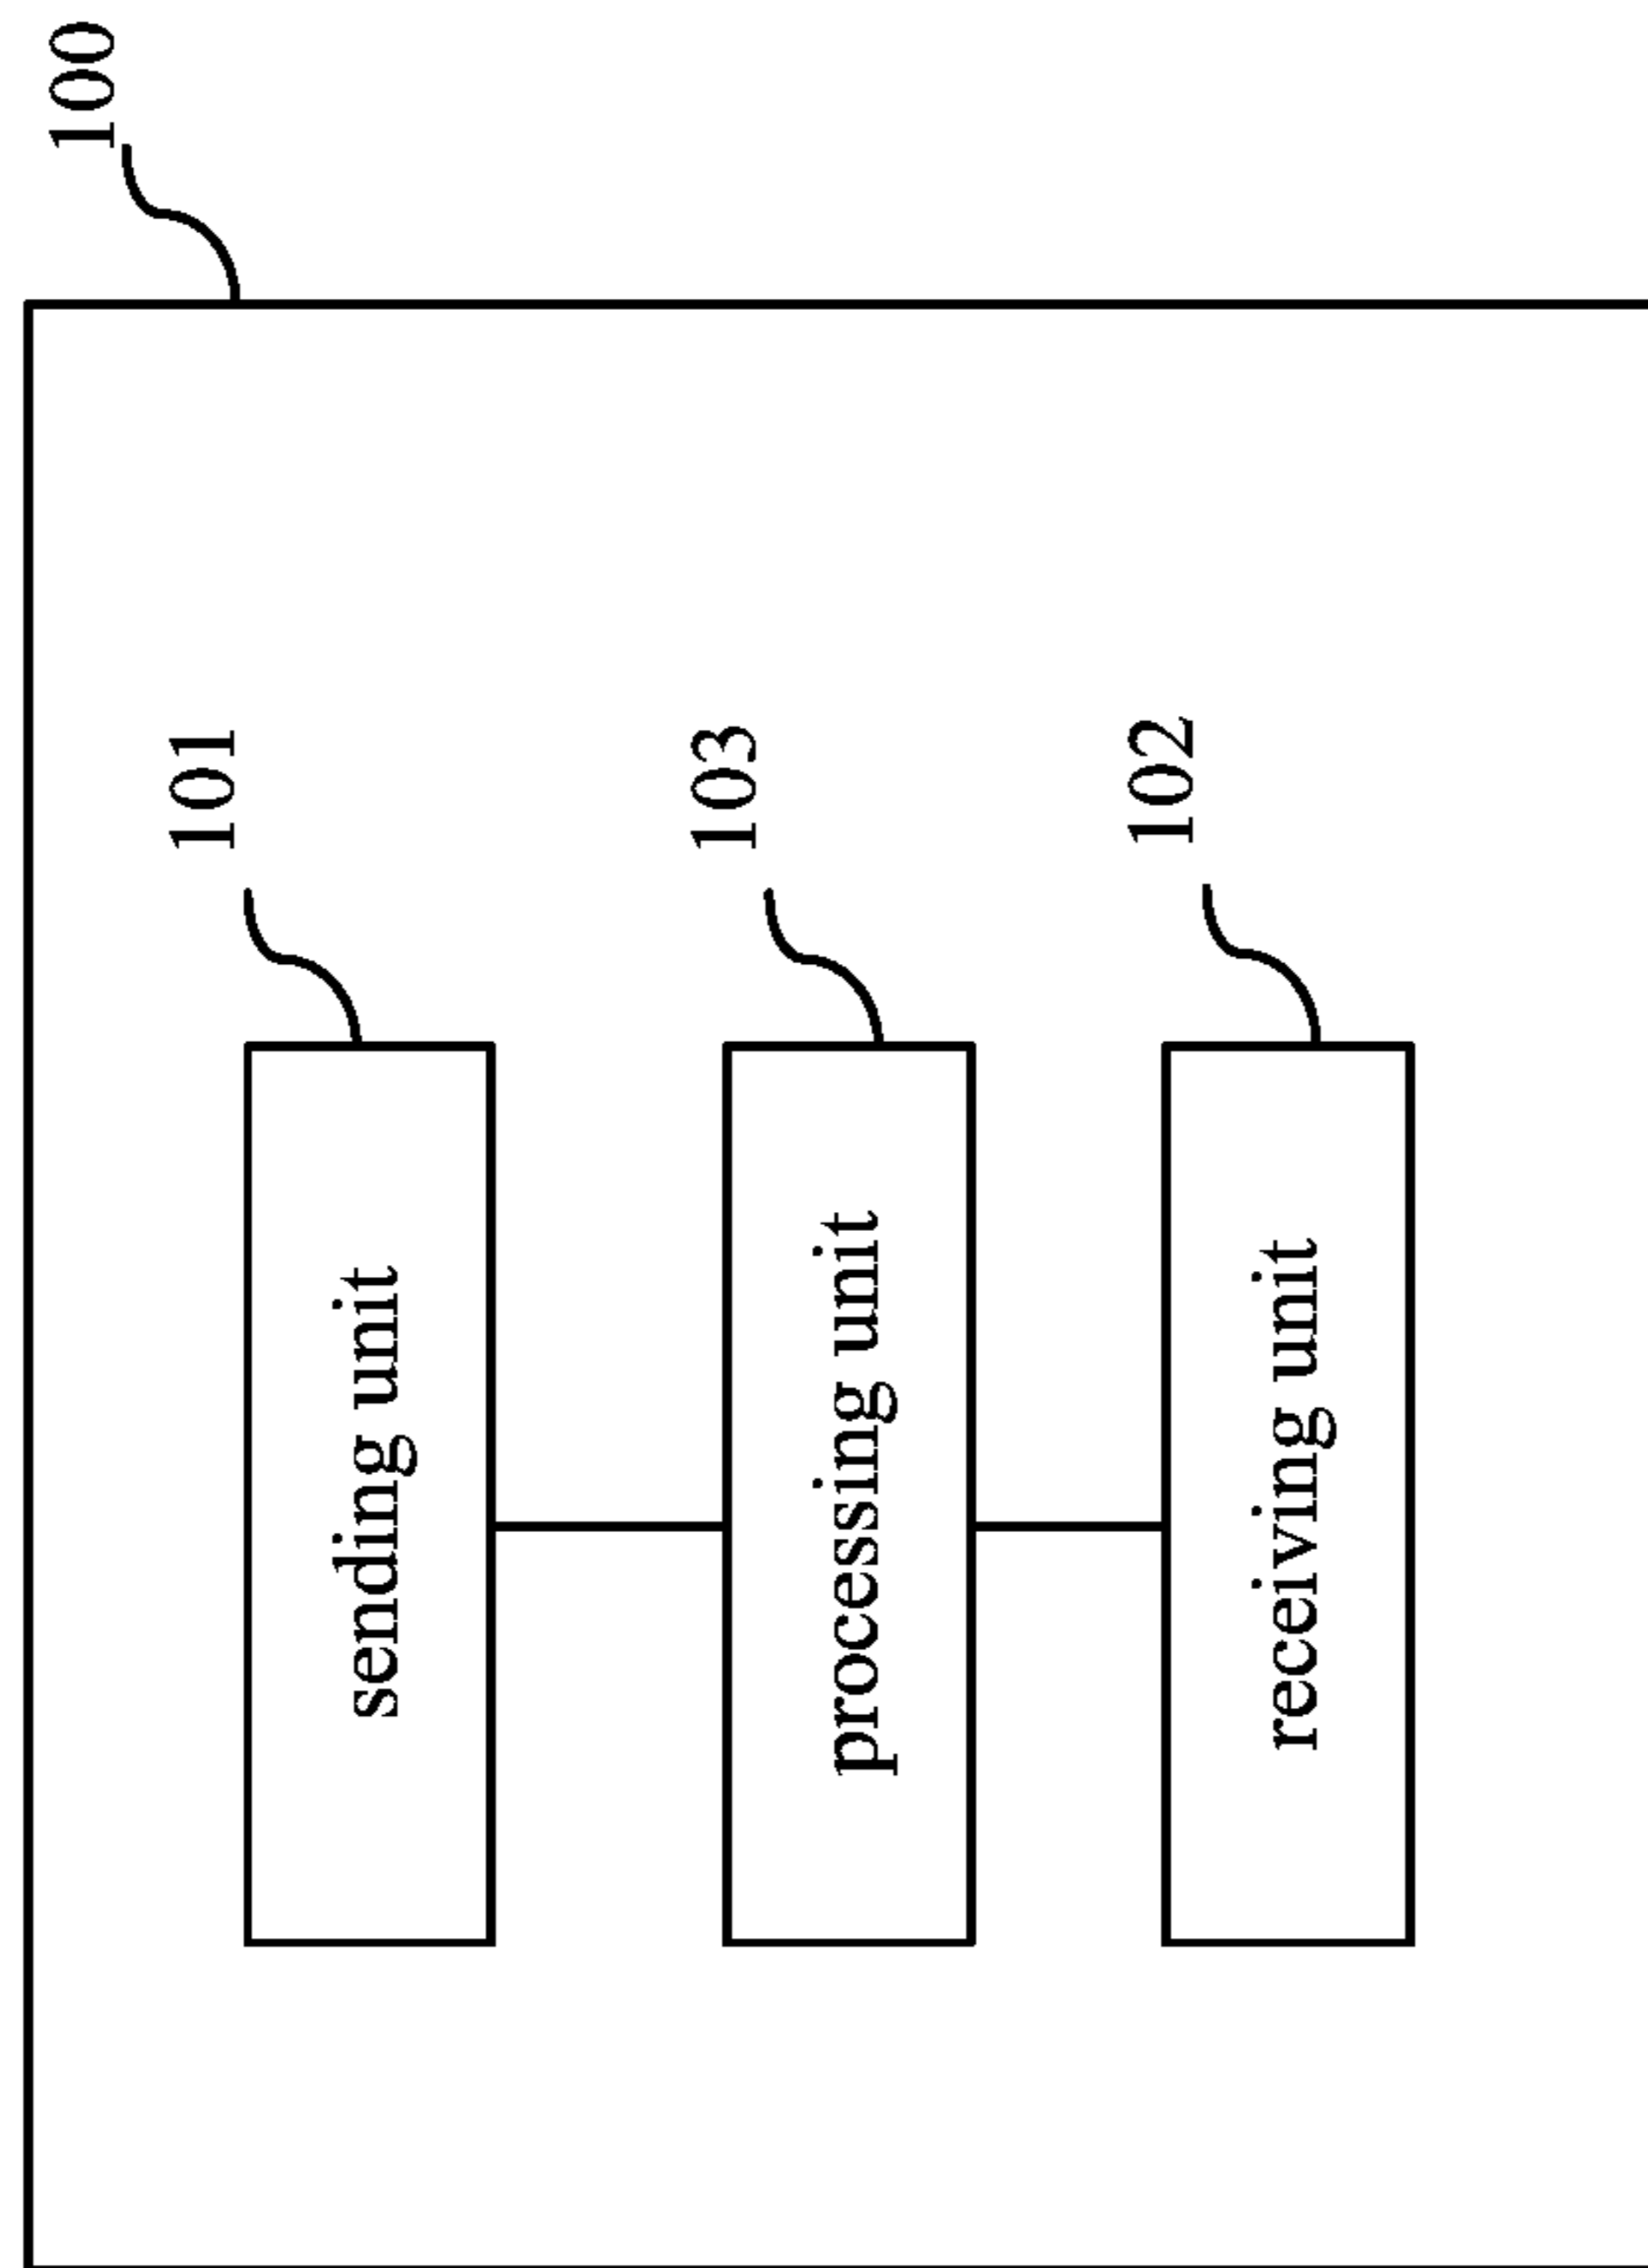 100
101
sending unit
103
processing unit
102
receiving unit